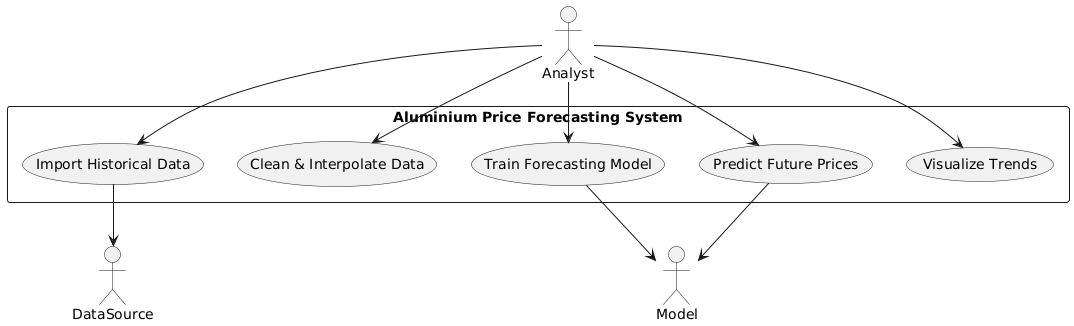 Analyst
Aluminium Price Forecasting System
Import Historical Data
Clean & Interpolate Data
Train Forecasting Model
Predict Future Prices
Visualize Trends
DataSource
Model